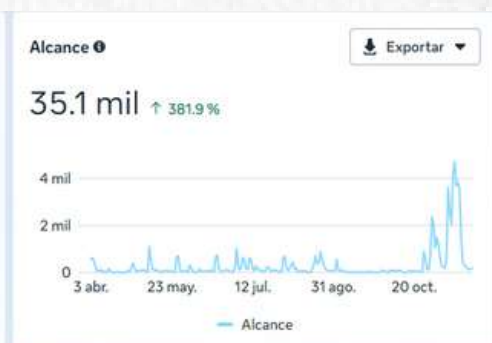 Alcance
Exportar
35.1 mil ↑ 381.9 %
4 mil
2 mil
0
3 abr. 23 may. 12 jul. 31 ago. 20 oct.
Alcance